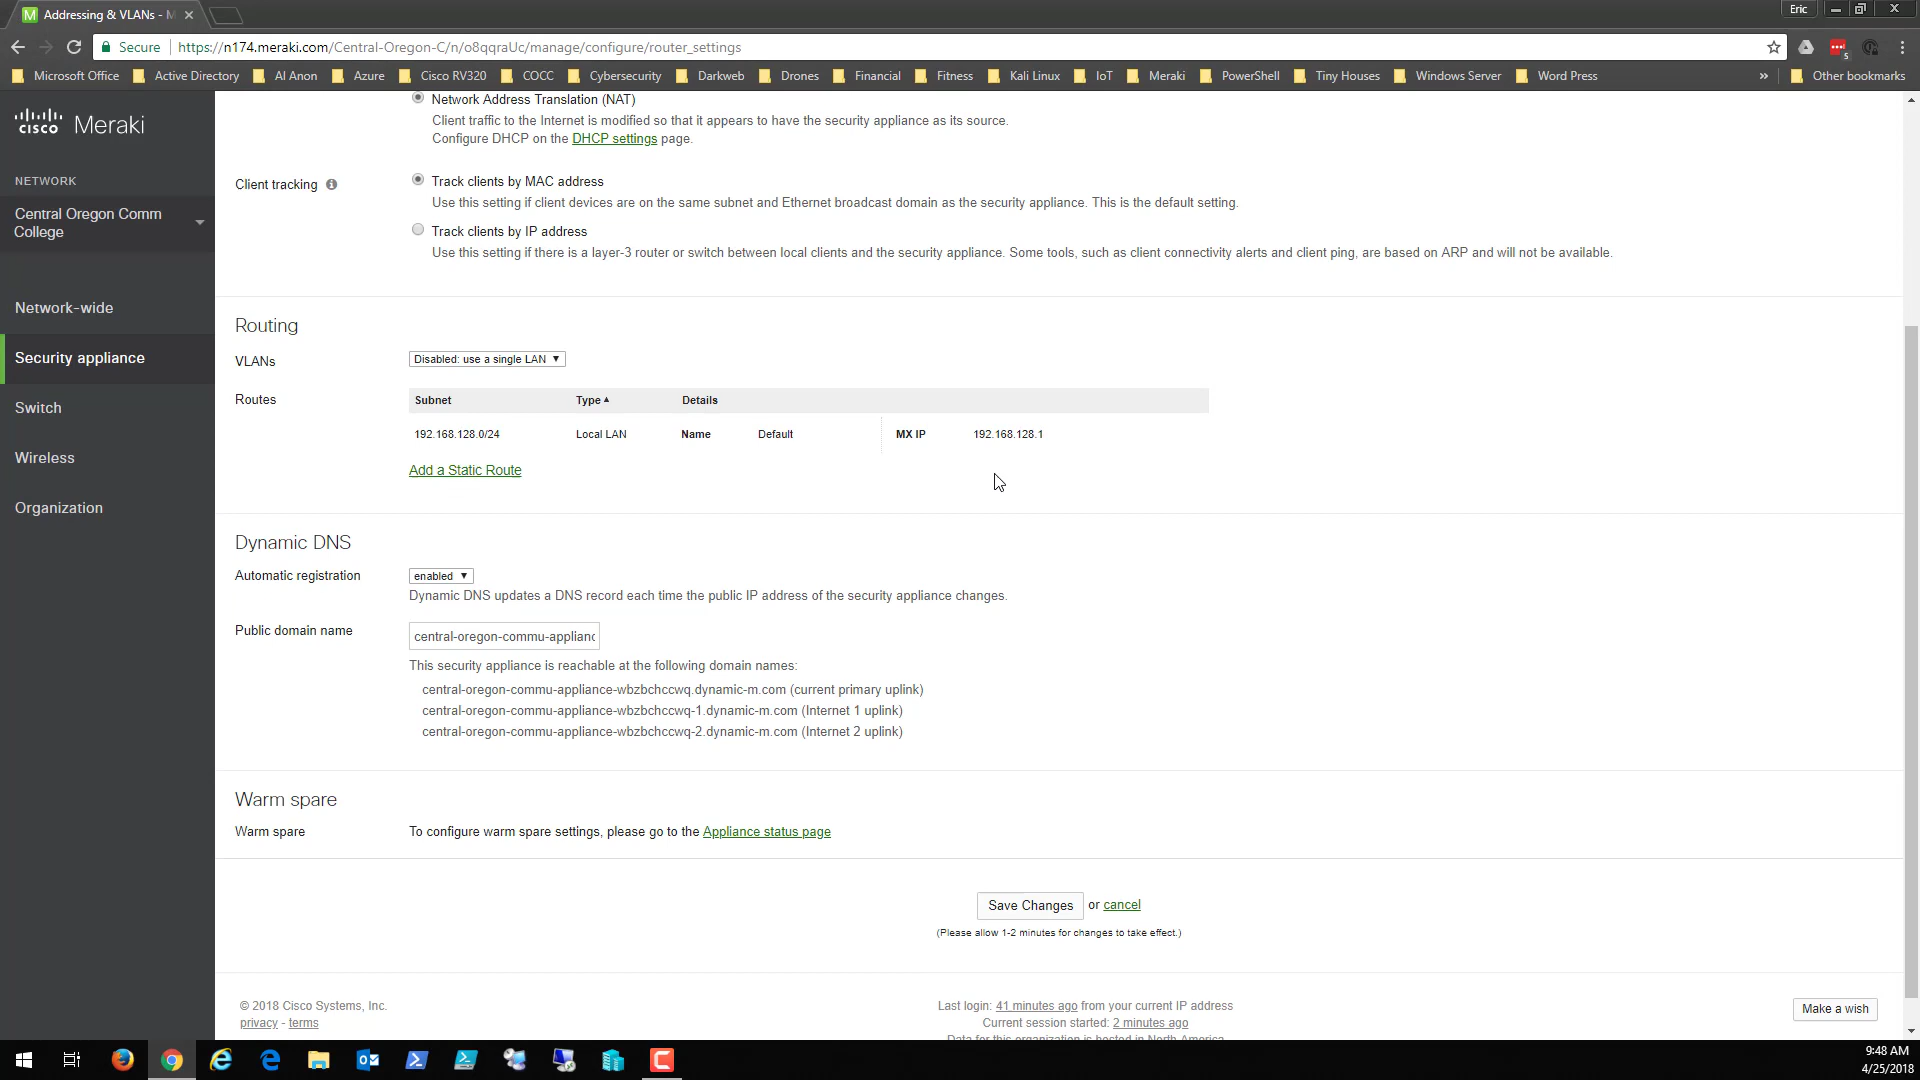 Addressing & VLANs - M
Eric
Secure
https://n174.meraki.com/Central-Oregon-C/n/o8qqraUc/manage/configure/router_settings
5
Microsoft Office
Active Directory
Al Anon
Azure
Cisco RV320
COCC
Cybersecurity
Darkweb
Drones
Financial
Fitness
Kali Linux
IoT
Meraki
PowerShell
Tiny Houses
Windows Server
Word Press
»
Other bookmarks
CISCO Meraki
NETWORK
Central Oregon Comm
College
Network-wide
Security appliance
Switch
Wireless
Organization
Network Address Translation (NAT)
Client traffic to the Internet is modified so that it appears to have the security appliance as its source.
Configure DHCP on the DHCP settings page.
Client tracking
Track clients by MAC address
Use this setting if client devices are on the same subnet and Ethernet broadcast domain as the security appliance. This is the default setting.
Track clients by IP address
Use this setting if there is a layer-3 router or switch between local clients and the security appliance. Some tools, such as client connectivity alerts and client ping, are based on ARP and will not be available.
Routing
VLANs
Disabled: use a single LAN
Routes
Subnet Type Details
192.168.128.0/24 Local LAN Name Default MX IP 192.168.128.1
Add a Static Route
Dynamic DNS
Automatic registration
enabled
Dynamic DNS updates a DNS record each time the public IP address of the security appliance changes.
Public domain name
central-oregon-commu-applianc
This security appliance is reachable at the following domain names:
central-oregon-commu-appliance-wbzbchccwq.dynamic-m.com (current primary uplink)
central-oregon-commu-appliance-wbzbchccwq-1.dynamic-m.com (Internet 1 uplink)
central-oregon-commu-appliance-wbzbchccwq-2.dynamic-m.com (Internet 2 uplink)
Warm spare
Warm spare
To configure warm spare settings, please go to the Appliance status page
Save Changes or cancel
(Please allow 1-2 minutes for changes to take effect.)
© 2018 Cisco Systems, Inc.
privacy - terms
Last login: 41 minutes ago from your current IP address
Current session started: 2 minutes ago
Data for this organization is hosted in North America
Make a wish
9:48 AM
4/25/2018